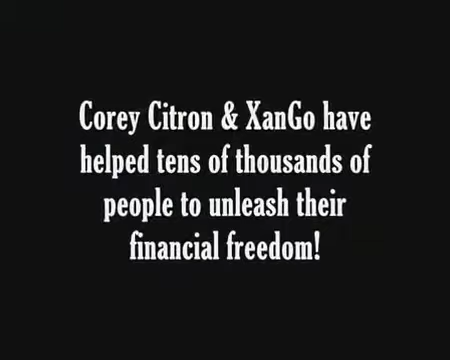 Corey Citron & XanGo have
helped tens of thousands of
people to unleash their
financial freedom!